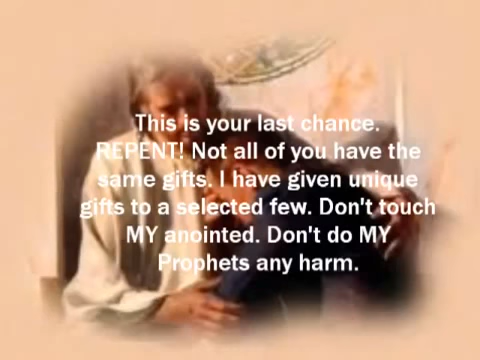 This is your last chance.
REPENT! Not all of you have the
same gifts. I have given unique
gifts to a selected few. Don't touch
MY anointed. Don't do MY
Prophets any harm.